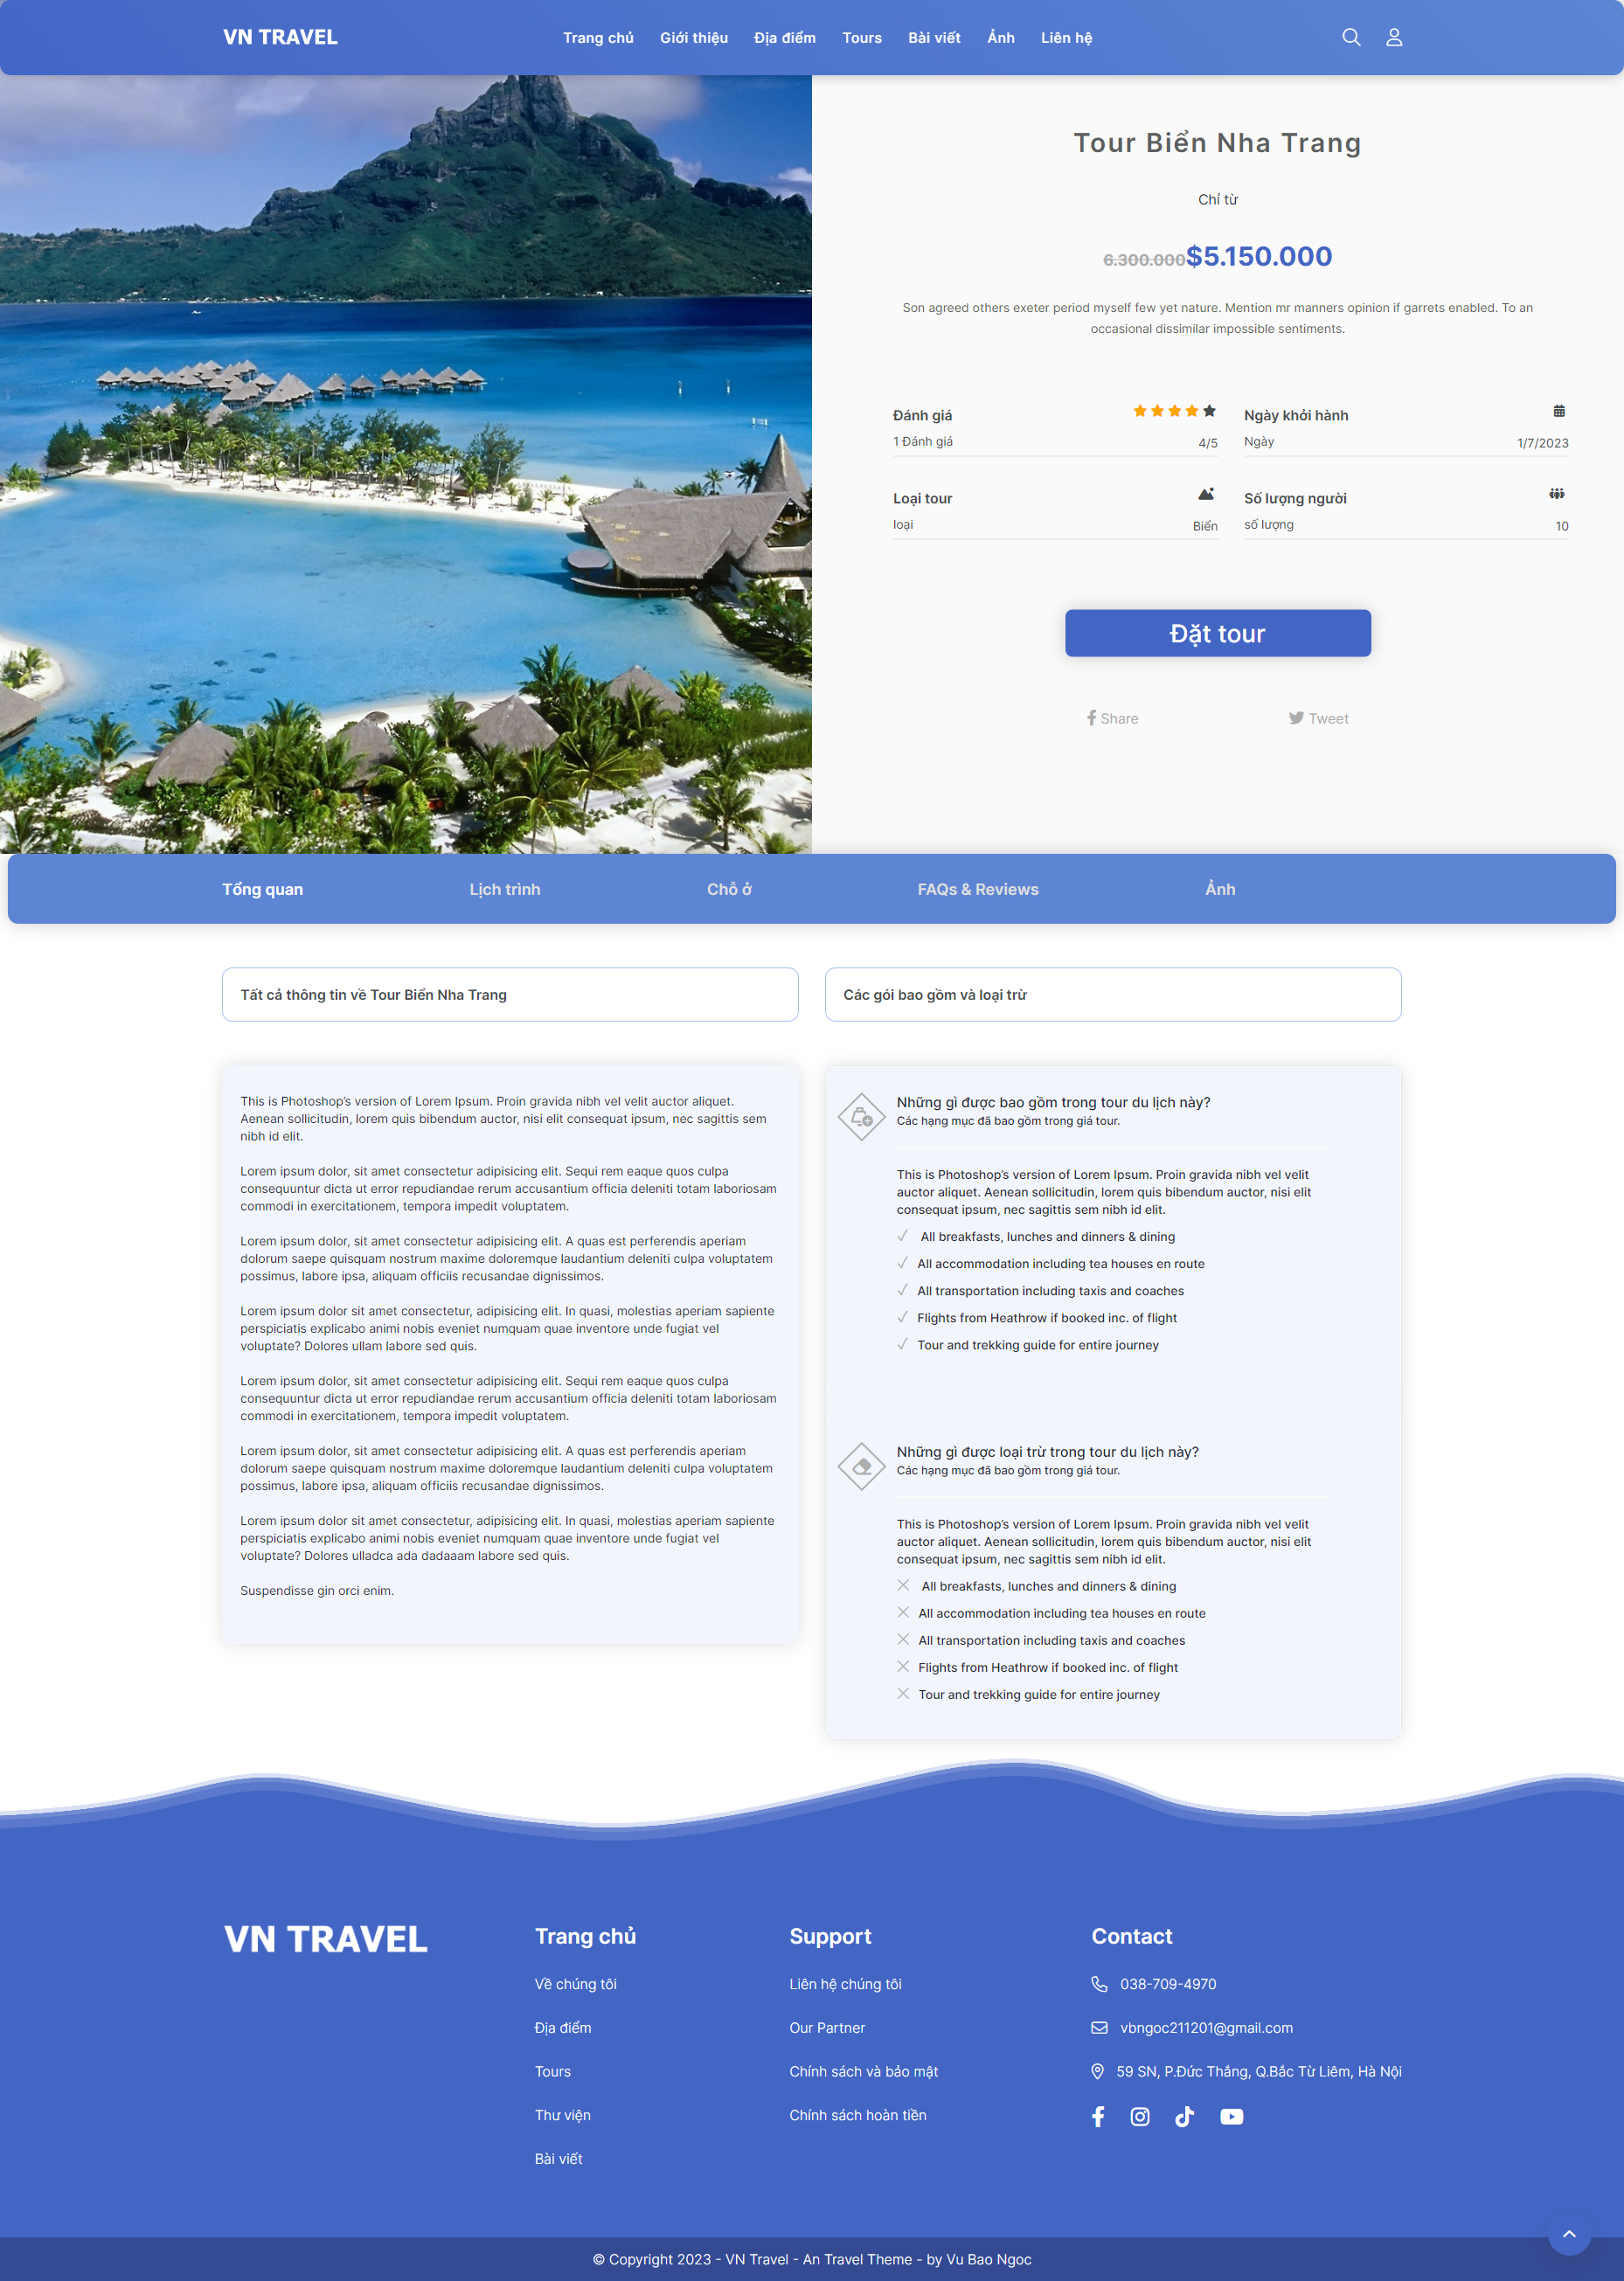 VN TRAVEL
Trang chủ Giới thiệu Địa điểm Tours Bài viết Ảnh Liên hệ
Tour Biển Nha Trang
Chỉ từ
6.300.000$5.150.000
Son agreed others exeter period myself few yet nature. Mention mr manners opinion if garrets enabled. To an
occasional dissimilar impossible sentiments.
Đánh giá
1 Đánh giá 4/5
Ngày khởi hành
Ngày 1/7/2023
Loại tour
loại Biển
Số lượng người
số lượng 10
Đặt tour
Share Tweet
Tổng quan Lịch trình Chỗ ở FAQs & Reviews Ảnh
Tất cả thông tin về Tour Biển Nha Trang
This is Photoshop's version of Lorem Ipsum. Proin gravida nibh vel velit auctor aliquet.
Aenean sollicitudin, lorem quis bibendum auctor, nisi elit consequat ipsum, nec sagittis sem
nibh id elit.
Lorem ipsum dolor, sit amet consectetur adipisicing elit. Sequi rem eaque quos culpa
consequuntur dicta ut error repudiandae rerum accusantium officia deleniti totam laboriosam
commodi in exercitationem, tempora impedit voluptatem.
Lorem ipsum dolor, sit amet consectetur adipisicing elit. A quas est perferendis aperiam
dolorum saepe quisquam nostrum maxime doloremque laudantium deleniti culpa voluptatem
possimus, labore ipsa, aliquam officiis recusandae dignissimos.
Lorem ipsum dolor sit amet consectetur, adipisicing elit. In quasi, molestias aperiam sapiente
perspiciatis explicabo animi nobis eveniet numquam quae inventore unde fugiat vel
voluptate? Dolores ullam labore sed quis.
Lorem ipsum dolor, sit amet consectetur adipisicing elit. Sequi rem eaque quos culpa
consequuntur dicta ut error repudiandae rerum accusantium officia deleniti totam laboriosam
commodi in exercitationem, tempora impedit voluptatem.
Lorem ipsum dolor, sit amet consectetur adipisicing elit. A quas est perferendis aperiam
dolorum saepe quisquam nostrum maxime doloremque laudantium deleniti culpa voluptatem
possimus, labore ipsa, aliquam officiis recusandae dignissimos.
Lorem ipsum dolor sit amet consectetur, adipisicing elit. In quasi, molestias aperiam sapiente
perspiciatis explicabo animi nobis eveniet numquam quae inventore unde fugiat vel
voluptate? Dolores ulladca ada dadaaam labore sed quis.
Suspendisse gin orci enim.
Các gói bao gồm và loại trừ
Những gì được bao gồm trong tour du lịch này?
Các hạng mục đã bao gồm trong giá tour.
This is Photoshop's version of Lorem Ipsum. Proin gravida nibh vel velit
auctor aliquet. Aenean sollicitudin, lorem quis bibendum auctor, nisi elit
consequat ipsum, nec sagittis sem nibh id elit.
All breakfasts, lunches and dinners & dining
All accommodation including tea houses en route
All transportation including taxis and coaches
Flights from Heathrow if booked inc. of flight
Tour and trekking guide for entire journey
Những gì được loại trừ trong tour du lịch này?
Các hạng mục đã bao gồm trong giá tour.
This is Photoshop's version of Lorem Ipsum. Proin gravida nibh vel velit
auctor aliquet. Aenean sollicitudin, lorem quis bibendum auctor, nisi elit
consequat ipsum, nec sagittis sem nibh id elit.
All breakfasts, lunches and dinners & dining
All accommodation including tea houses en route
All transportation including taxis and coaches
Flights from Heathrow if booked inc. of flight
Tour and trekking guide for entire journey
VN TRAVEL
Trang chủ
Về chúng tôi
Địa điểm
Tours
Thư viện
Bài viết
Support
Liên hệ chúng tôi
Our Partner
Chính sách và bảo mật
Chính sách hoàn tiền
Contact
038-709-4970
vbngoc211201@gmail.com
59 SN, P.Đức Thắng, Q.Bắc Từ Liêm, Hà Nội
© Copyright 2023 - VN Travel - An Travel Theme - by Vu Bao Ngoc